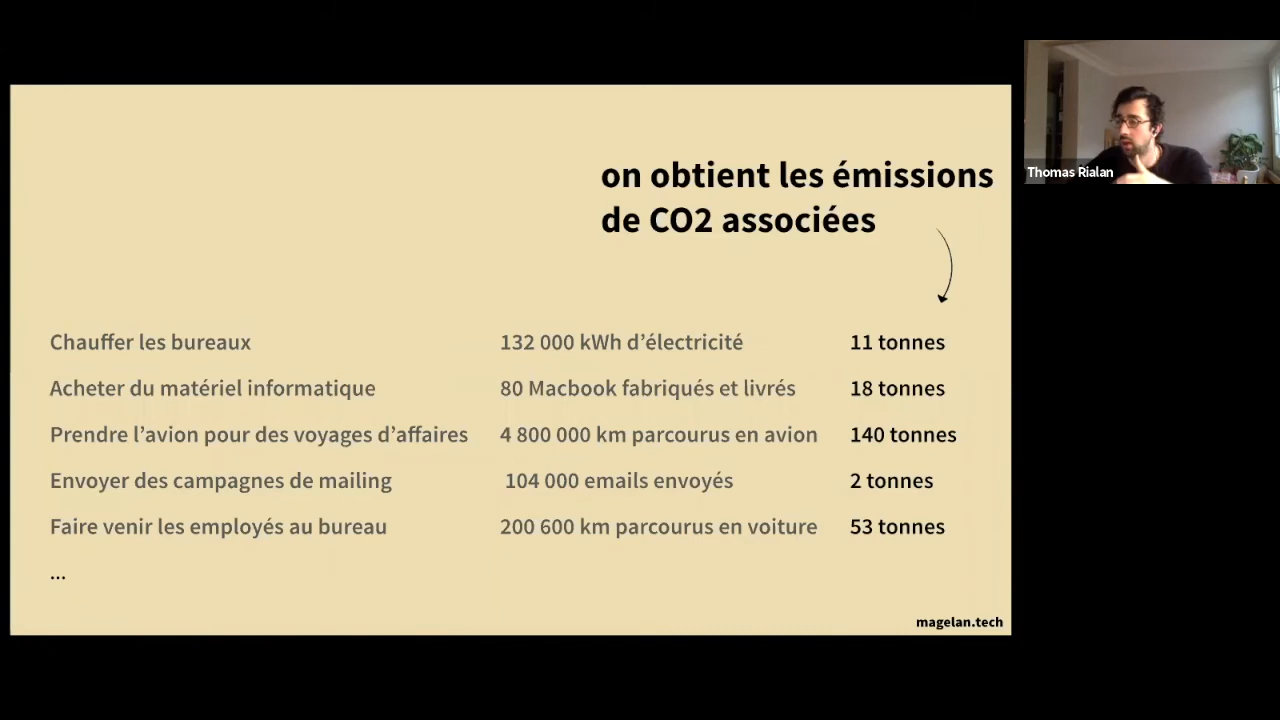 on obtient les émissions
de CO2 associées
Thomas Rialan
Chauffer les bureaux 132 000 kWh d’électricité 11 tonnes
Acheter du matériel informatique 80 Macbook fabriqués et livrés 18 tonnes
Prendre l’avion pour des voyages d’affaires 4 800 000 km parcourus en avion 140 tonnes
Envoyer des campagnes de mailing 104 000 emails envoyés 2 tonnes
Faire venir les employés au bureau 200 600 km parcourus en voiture 53 tonnes
...
magelan.tech